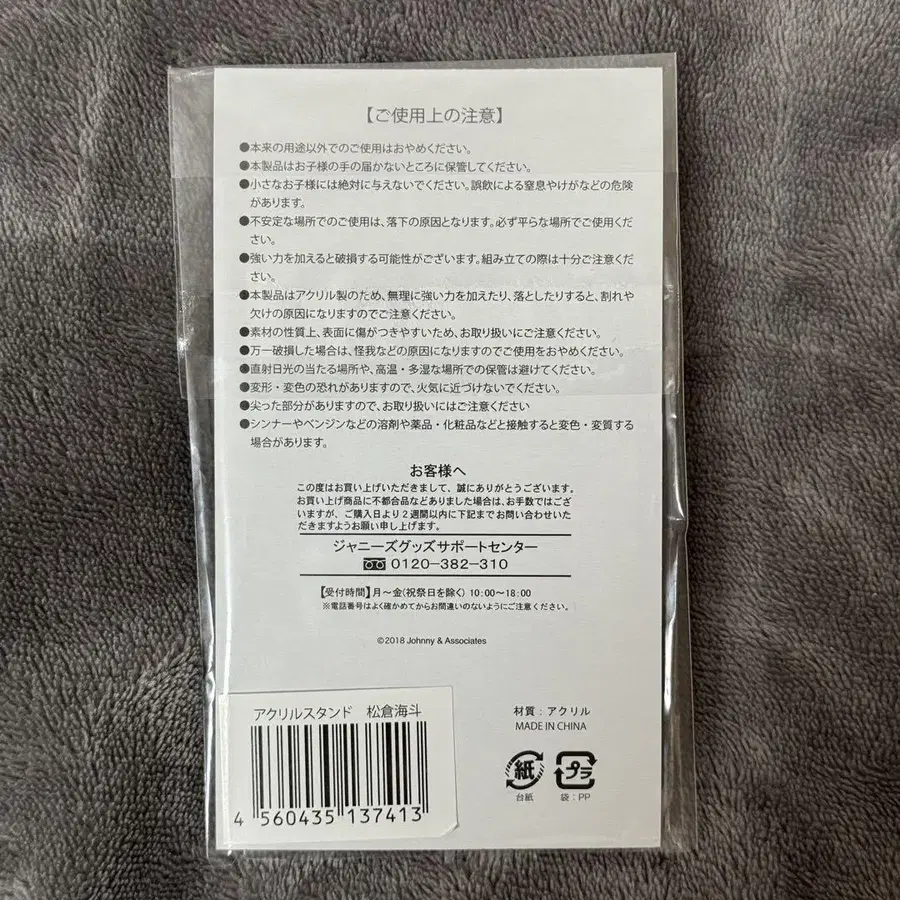 【ご使用上の注意】
●本来の用途以外でのご使用はおやめください。
●本製品はお子様の手の届かないところに保管してください。
●小さなお子様には絶対に与えないでください。誤飲による窒息やけがなどの危険
があります。
●不安定な場所でのご使用は、落下の原因となります。必ず平らな場所でご使用くだ
さい。
●強い力を加えると破損する可能性がございます。組み立ての際は十分ご注意くだ
さい。
●本製品はアクリル製のため、無理に強い力を加えたり、落としたりすると、割れや
欠けの原因になりますのでご注意ください。
●素材の性質上、表面に傷がつきやすいため、お取り扱いにご注意ください。
●万一破損した場合は、怪我などの原因になりますのでご使用をおやめください。
●直射日光の当たる場所や、高温・多湿な場所での保管は避けてください。
●変形・変色の恐れがありますので、火気に近づけないでください。
●尖った部分がありますので、お取り扱いにはご注意ください
●シンナーやベンジンなどの溶剤や薬品・化粧品などと接触すると変色・変質する
場合があります。
お客様へ
この度はお買い上げいただきまして、誠にありがとうございます。
お買い上げ商品に不都合品などありました場合は、お手数ではござ
いますが、ご購入日より2週間以内に下記までお問い合わせいた
だきますようお願い申し上げます。
ジャニーズグッズサポートセンター
0120-382-310
【受付時間】月〜金(祝祭日を除く) 10:00〜18:00
※電話番号はよく確かめてからお間違いのないようにご注意ください。
©2018 Johnny & Associates
アクリルスタンド 松倉海斗
4 560435 137413
材質:アクリル
MADE IN CHINA
紙 プラ
台紙 袋:PP